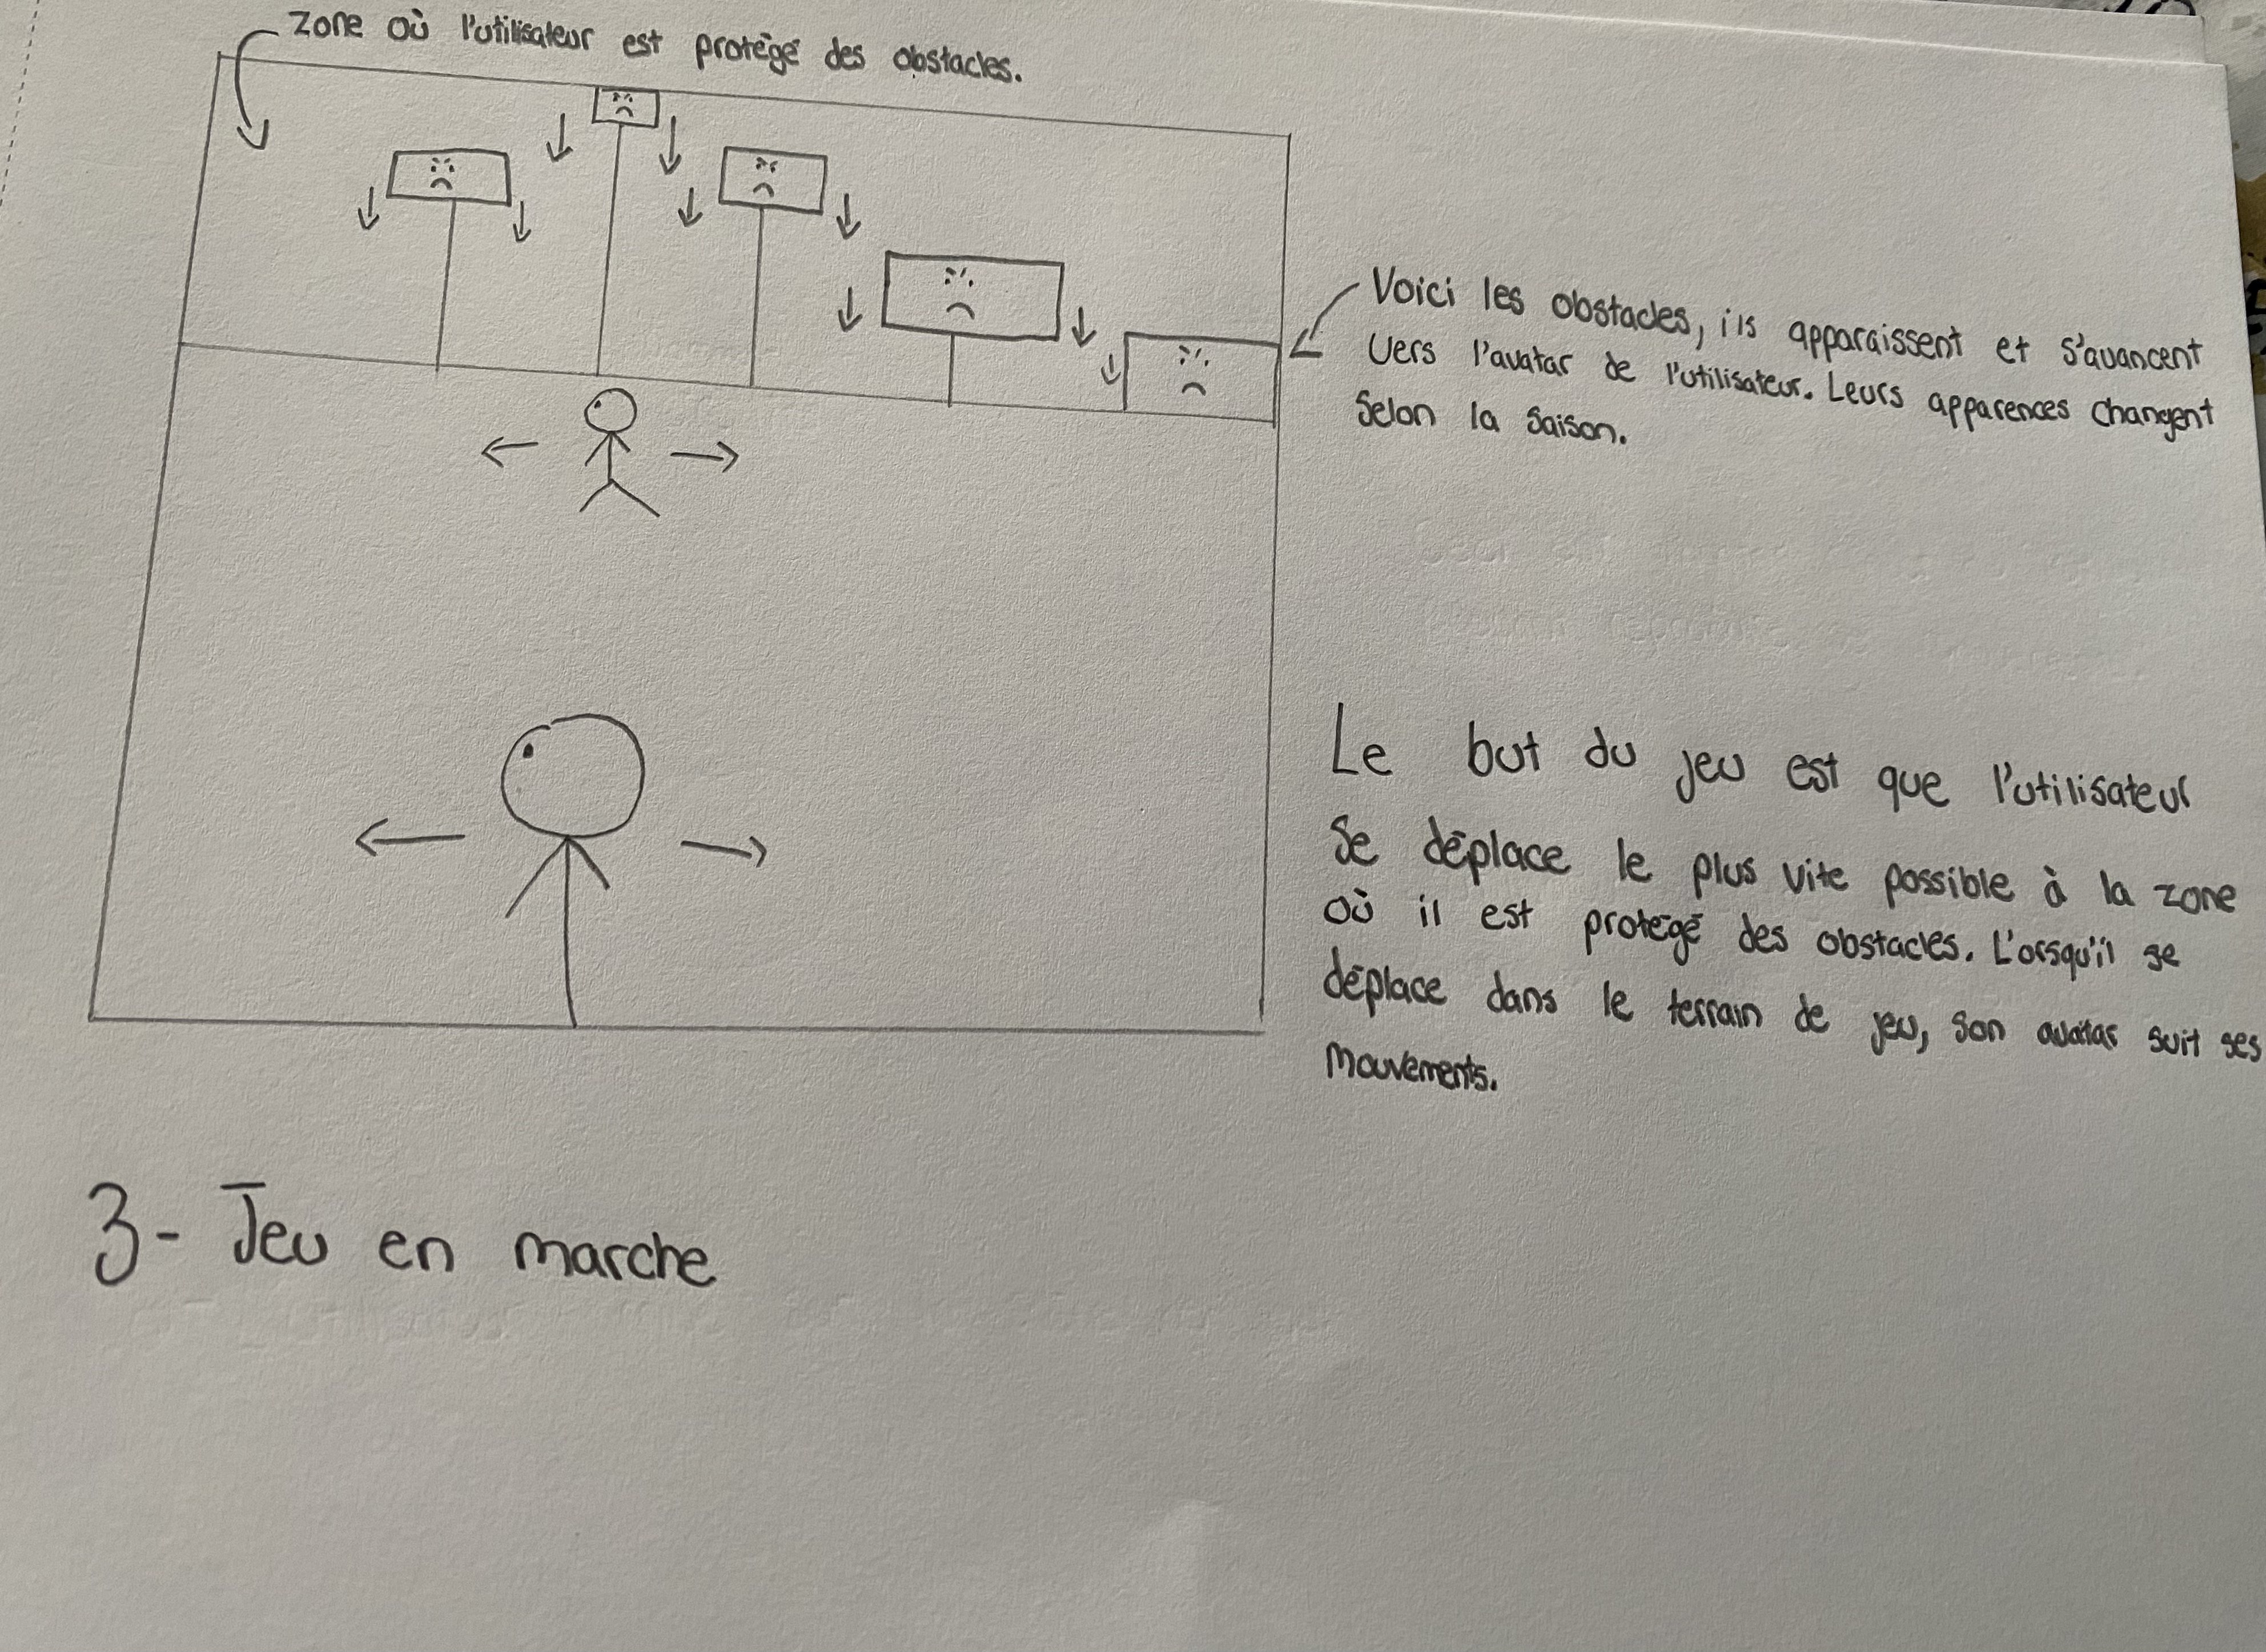 zone où l'utilisateur est protégé des obstacles.
Voici les obstacles, ils apparaissent et s'avancent
vers l'avatar de l'utilisateur. Leurs apparences changent
selon la saison.
Le but du jeu est que l'utilisateur
se déplace le plus vite possible à la zone
où il est protégé des obstacles. L'orsqu'il se
déplace dans le terrain de jeu, son avatar suit ses
mouvements.
3- Jeu en marche